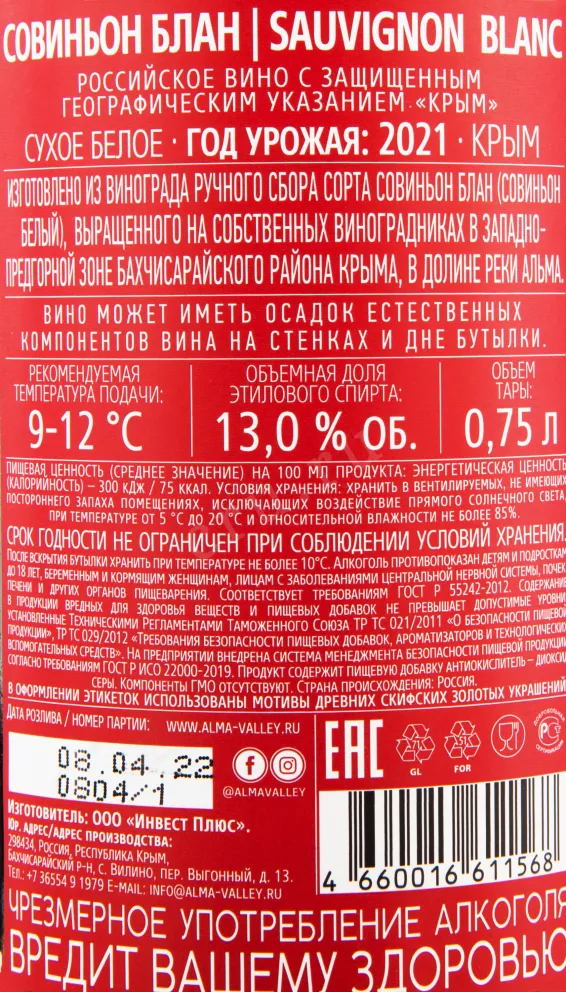 СОВИНЬОН БЛАН | SAUVIGNON BLANC
РОССИЙСКОЕ ВИНО С ЗАЩИЩЕННЫМ
ГЕОГРАФИЧЕСКИМ УКАЗАНИЕМ «КРЫМ»
СУХОЕ БЕЛОЕ · ГОД УРОЖАЯ: 2021 · КРЫМ
ИЗГОТОВЛЕНО ИЗ ВИНОГРАДА РУЧНОГО СБОРА СОРТА СОВИНЬОН БЛАН (СОВИНЬОН
БЕЛЫЙ), ВЫРАЩЕННОГО НА СОБСТВЕННЫХ ВИНОГРАДНИКАХ В ЗАПАДНО-
ПРЕДГОРНОЙ ЗОНЕ БАХЧИСАРАЙСКОГО РАЙОНА КРЫМА, В ДОЛИНЕ РЕКИ АЛЬМА.
ВИНО МОЖЕТ ИМЕТЬ ОСАДОК ЕСТЕСТВЕННЫХ
КОМПОНЕНТОВ ВИНА НА СТЕНКАХ И ДНЕ БУТЫЛКИ.
РЕКОМЕНДУЕМАЯ
ТЕМПЕРАТУРА ПОДАЧИ:
9-12 °C
ОБЪЕМНАЯ ДОЛЯ
ЭТИЛОВОГО СПИРТА:
13,0 % ОБ.
ОБЪЕМ
ТАРЫ:
0,75 Л
ПИЩЕВАЯ ЦЕННОСТЬ (СРЕДНЕЕ ЗНАЧЕНИЕ) НА 100 МЛ ПРОДУКТА: ЭНЕРГЕТИЧЕСКАЯ ЦЕННОСТЬ
(КАЛОРИЙНОСТЬ) – 300 КДЖ / 75 ККАЛ. УСЛОВИЯ ХРАНЕНИЯ: ХРАНИТЬ В ВЕНТИЛИРУЕМЫХ, НЕ ИМЕЮЩИХ
ПОСТОРОННЕГО ЗАПАХА ПОМЕЩЕНИЯХ, ИСКЛЮЧАЮЩИХ ВОЗДЕЙСТВИЕ ПРЯМОГО СОЛНЕЧНОГО СВЕТА,
ПРИ ТЕМПЕРАТУРЕ ОТ 5 °C ДО 20 °C И ОТНОСИТЕЛЬНОЙ ВЛАЖНОСТИ НЕ БОЛЕЕ 85%.
СРОК ГОДНОСТИ НЕ ОГРАНИЧЕН ПРИ СОБЛЮДЕНИИ УСЛОВИЙ ХРАНЕНИЯ.
ПОСЛЕ ВСКРЫТИЯ БУТЫЛКИ ХРАНИТЬ ПРИ ТЕМПЕРАТУРЕ НЕ БОЛЕЕ 10°C. АЛКОГОЛЬ ПРОТИВОПОКАЗАН ДЕТЯМ И ПОДРОСТКАМ
ДО 18 ЛЕТ, БЕРЕМЕННЫМ И КОРМЯЩИМ ЖЕНЩИНАМ, ЛИЦАМ С ЗАБОЛЕВАНИЯМИ ЦЕНТРАЛЬНОЙ НЕРВНОЙ СИСТЕМЫ, ПОЧЕК,
ПЕЧЕНИ И ДРУГИХ ОРГАНОВ ПИЩЕВАРЕНИЯ. СООТВЕТСТВУЕТ ТРЕБОВАНИЯМ ГОСТ Р 55242-2012. СОДЕРЖАНИЕ
В ПРОДУКЦИИ ВРЕДНЫХ ДЛЯ ЗДОРОВЬЯ ВЕЩЕСТВ И ПИЩЕВЫХ ДОБАВОК НЕ ПРЕВЫШАЕТ ДОПУСТИМЫЕ УРОВНИ,
УСТАНОВЛЕННЫЕ ТЕХНИЧЕСКИМИ РЕГЛАМЕНТАМИ ТАМОЖЕННОГО СОЮЗА ТР ТС 021/2011 «О БЕЗОПАСНОСТИ ПИЩЕВОЙ
ПРОДУКЦИИ», ТР ТС 029/2012 «ТРЕБОВАНИЯ БЕЗОПАСНОСТИ ПИЩЕВЫХ ДОБАВОК, АРОМАТИЗАТОРОВ И ТЕХНОЛОГИЧЕСКИХ
ВСПОМОГАТЕЛЬНЫХ СРЕДСТВ». НА ПРЕДПРИЯТИИ ВНЕДРЕНА СИСТЕМА МЕНЕДЖМЕНТА БЕЗОПАСНОСТИ ПИЩЕВОЙ ПРОДУКЦИИ
СОГЛАСНО ТРЕБОВАНИЯМ ГОСТ Р ИСО 22000-2019. ПРОДУКТ СОДЕРЖИТ ПИЩЕВУЮ ДОБАВКУ АНТИОКИСЛИТЕЛЬ – ДИОКСИД
СЕРЫ. КОМПОНЕНТЫ ГМО ОТСУТСТВУЮТ. СТРАНА ПРОИСХОЖДЕНИЯ: РОССИЯ.
В ОФОРМЛЕНИИ ЭТИКЕТОК ИСПОЛЬЗОВАНЫ МОТИВЫ ДРЕВНИХ СКИФСКИХ ЗОЛОТЫХ УКРАШЕНИЙ
ДАТА РОЗЛИВА / НОМЕР ПАРТИИ:
08.04.22
0804/1
WWW.ALMA-VALLEY.RU
@ALMAVALLEY
EAC
71
GL
51
FOR
ДОБРОВОЛЬНАЯ
СЕРТИФИКАЦИЯ
ИЗГОТОВИТЕЛЬ: ООО «ИНВЕСТ ПЛЮС».
ЮР. АДРЕС/АДРЕС ПРОИЗВОДСТВА:
298434, РОССИЯ, РЕСПУБЛИКА КРЫМ,
БАХЧИСАРАЙСКИЙ Р-Н, С. ВИЛИНО, ПЕР. ВЫГОННЫЙ, Д. 13.
ТЕЛ.: +7 36554 9 1979 E-MAIL: INFO@ALMA-VALLEY.RU
4 660016 611568
ЧРЕЗМЕРНОЕ УПОТРЕБЛЕНИЕ АЛКОГОЛЯ
ВРЕДИТ ВАШЕМУ ЗДОРОВЬЮ